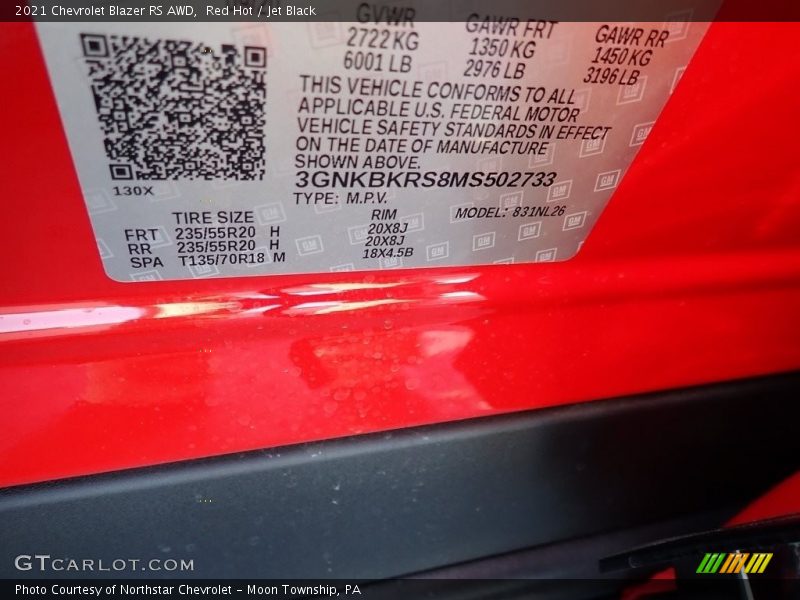 2021 Chevrolet Blazer RS AWD,  Red Hot / Jet Black
GVWR GAWR FRT GAWR RR
2722 KG 1350 KG 1450 KG
6001 LB 2976 LB 3196 LB
THIS VEHICLE CONFORMS TO ALL
APPLICABLE U.S. FEDERAL MOTOR
VEHICLE SAFETY STANDARDS IN EFFECT
ON THE DATE OF MANUFACTURE
SHOWN ABOVE.
3GNKBKRS8MS502733
130X
TYPE: M.P.V.
MODEL: 831NL26
TIRE SIZE RIM
FRT 235/55R20 H 20X8J
RR 235/55R20 H 20X8J
SPA T135/70R18 M 18X4.5B
GTCARLOT.COM
Photo Courtesy of Northstar Chevrolet - Moon Township, PA